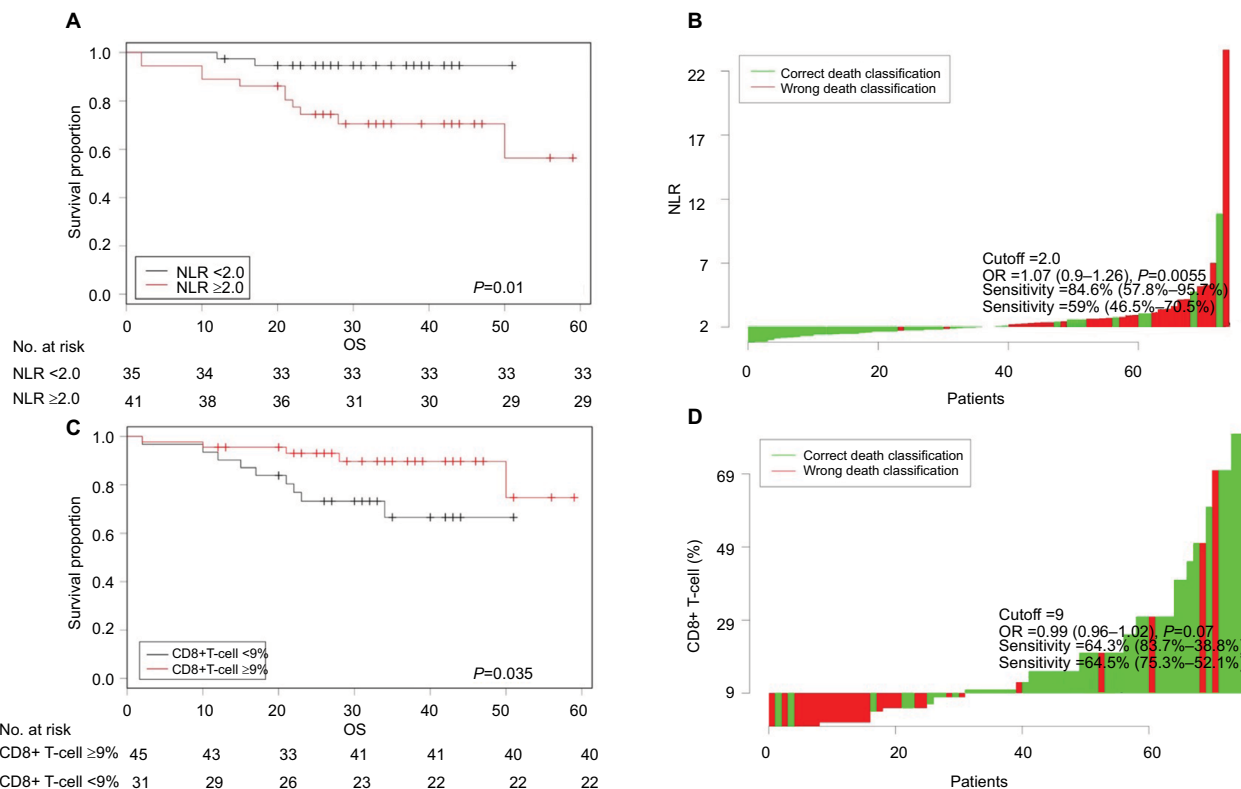 A
Survival proportion
1.0
0.8
0.6
0.4
0.2
0.0
NLR <2.0
NLR ≥2.0
P=0.01
0 10 20 30 40 50 60
OS
No. at risk
NLR <2.0 35 34 33 33 33 33 33
NLR ≥2.0 41 38 36 31 30 29 29
B
NLR
22
17
12
7
2
Correct death classification
Wrong death classification
Cutoff =2.0
OR =1.07 (0.9–1.26), P=0.0055
Sensitivity =84.6% (57.8%–95.7%)
Sensitivity =59% (46.5%–70.5%)
0 20 40 60
Patients
C
Survival proportion
1.0
0.8
0.6
0.4
0.2
0.0
CD8+T-cell <9%
CD8+T-cell ≥9%
P=0.035
0 10 20 30 40 50 60
OS
No. at risk
CD8+ T-cell ≥9% 45 43 33 41 41 40 40
CD8+ T-cell <9% 31 29 26 23 22 22 22
D
CD8+ T-cell (%)
69
49
29
9
Correct death classification
Wrong death classification
Cutoff =9
OR =0.99 (0.96–1.02), P=0.07
Sensitivity =64.3% (83.7%–38.8%)
Sensitivity =64.5% (75.3%–52.1%)
0 20 40 60
Patients